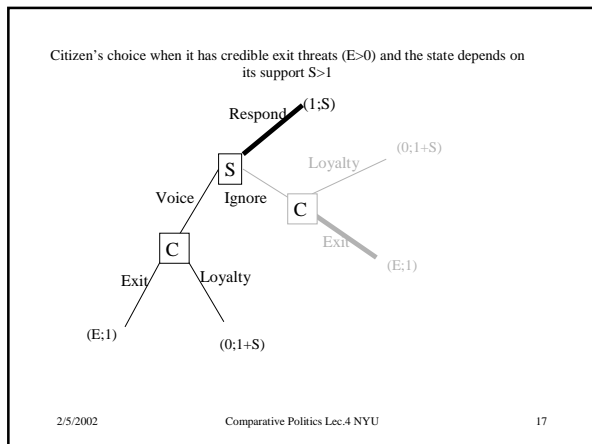 Citizen's choice when it has credible exit threats (E>0) and the state depends on
its support S>1
Respond
(1;S)
Loyalty
(0;1+S)
S
Voice
Ignore
C
Exit
(E;1)
C
Exit
Loyalty
(E;1)
(0;1+S)
2/5/2002
Comparative Politics Lec.4 NYU
17